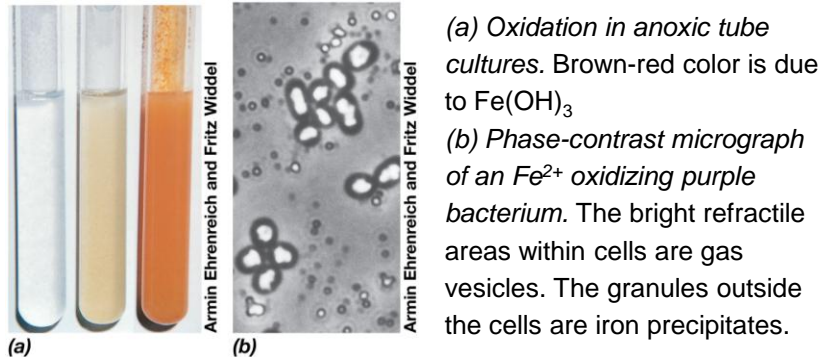 (a) Oxidation in anoxic tube
cultures. Brown-red color is due
to Fe(OH)₃
(b) Phase-contrast micrograph
of an Fe²⁺ oxidizing purple
bacterium. The bright refractile
areas within cells are gas
vesicles. The granules outside
the cells are iron precipitates.
Armin Ehrenreich and Fritz Widdel
Armin Ehrenreich and Fritz Widdel
(a)
(b)